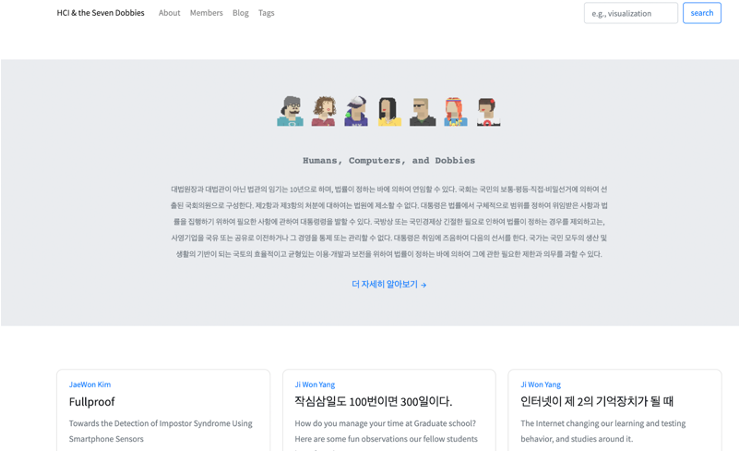 HCI & the Seven Dobbies About Members Blog Tags e.g., visualization search
Humans, Computers, and Dobbies
대법원장과 대법관이 아닌 법관의 임기는 10년으로 하며, 법률이 정하는 바에 의하여 연임할 수 있다. 국회는 국민의 보통·평등·직접·비밀선거에 의하여 선
출된 국회의원으로 구성한다. 제2항과 제3항의 처분에 대하여는 법원에 제소할 수 없다. 대통령은 법률에서 구체적으로 범위를 정하여 위임받은 사항과 법
률을 집행하기 위하여 필요한 사항에 관하여 대통령령을 발할 수 있다. 국방상 또는 국민경제상 긴절한 필요로 인하여 법률이 정하는 경우를 제외하고는,
사영기업을 국유 또는 공유로 이전하거나 그 경영을 통제 또는 관리할 수 없다. 대통령은 취임에 즈음하여 다음의 선서를 한다. 국가는 국민 모두의 생산 및
생활의 기반이 되는 국토의 효율적이고 균형있는 이용·개발과 보전을 위하여 법률이 정하는 바에 의하여 그에 관한 필요한 제한과 의무를 과할 수 있다.
더 자세히 알아보기 →
JaeWon Kim
Fullproof
Towards the Detection of Impostor Syndrome Using
Smartphone Sensors
Ji Won Yang
작심삼일도 100번이면 300일이다.
How do you manage your time at Graduate school?
Here are some fun observations our fellow students
Ji Won Yang
인터넷이 제 2의 기억장치가 될 때
The Internet changing our learning and testing
behavior, and studies around it.